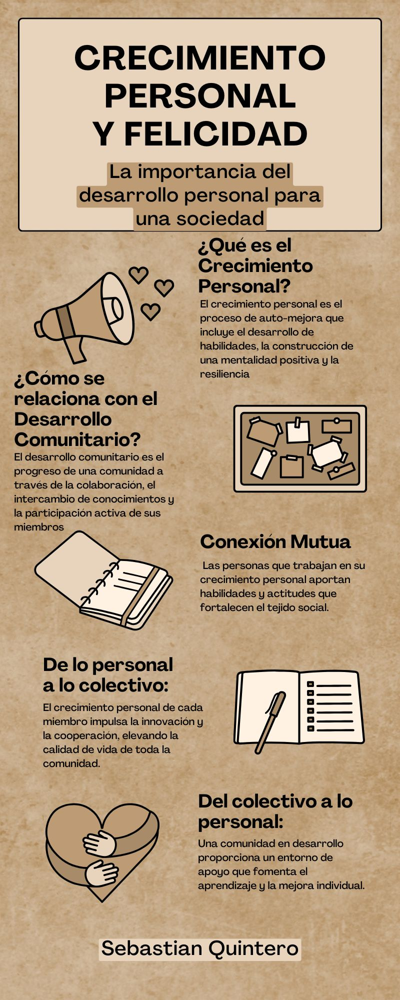 CRECIMIENTO
PERSONAL
Y FELICIDAD
La importancia del
desarrollo personal para
una sociedad
¿Qué es el
Crecimiento
Personal?
El crecimiento personal es el
proceso de auto-mejora que
incluye el desarrollo de
habilidades, la construcción de
una mentalidad positiva y la
resiliencia
¿Cómo se
relaciona con el
Desarrollo
Comunitario?
El desarrollo comunitario es el
progreso de una comunidad a
través de la colaboración, el
intercambio de conocimientos y
la participación activa de sus
miembros
Conexión Mutua
Las personas que trabajan en su
crecimiento personal aportan
habilidades y actitudes que
fortalecen el tejido social.
De lo personal
a lo colectivo:
El crecimiento personal de cada
miembro impulsa la innovación y
la cooperación, elevando la
calidad de vida de toda la
comunidad.
Del colectivo a lo
personal:
Una comunidad en desarrollo
proporciona un entorno de
apoyo que fomenta el
aprendizaje y la mejora individual.
Sebastian Quintero